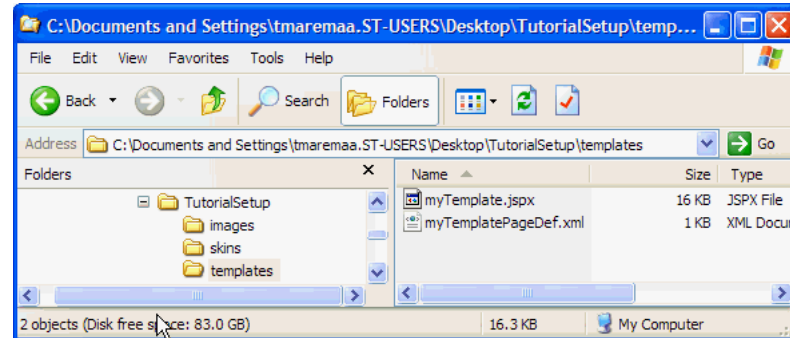 C:\Documents and Settings\tmaremaa.ST-USERS\Desktop\TutorialSetup\temp...
File Edit View Favorites Tools Help
Back Search Folders
Address C:\Documents and Settings\tmaremaa.ST-USERS\Desktop\TutorialSetup\templates Go
Folders Name Size Type
TutorialSetup myTemplate.jspx 16 KB JSPX File
images myTemplatePageDef.xml 1 KB XML Docu
skins
templates
2 objects (Disk free space: 83.0 GB) 16.3 KB My Computer